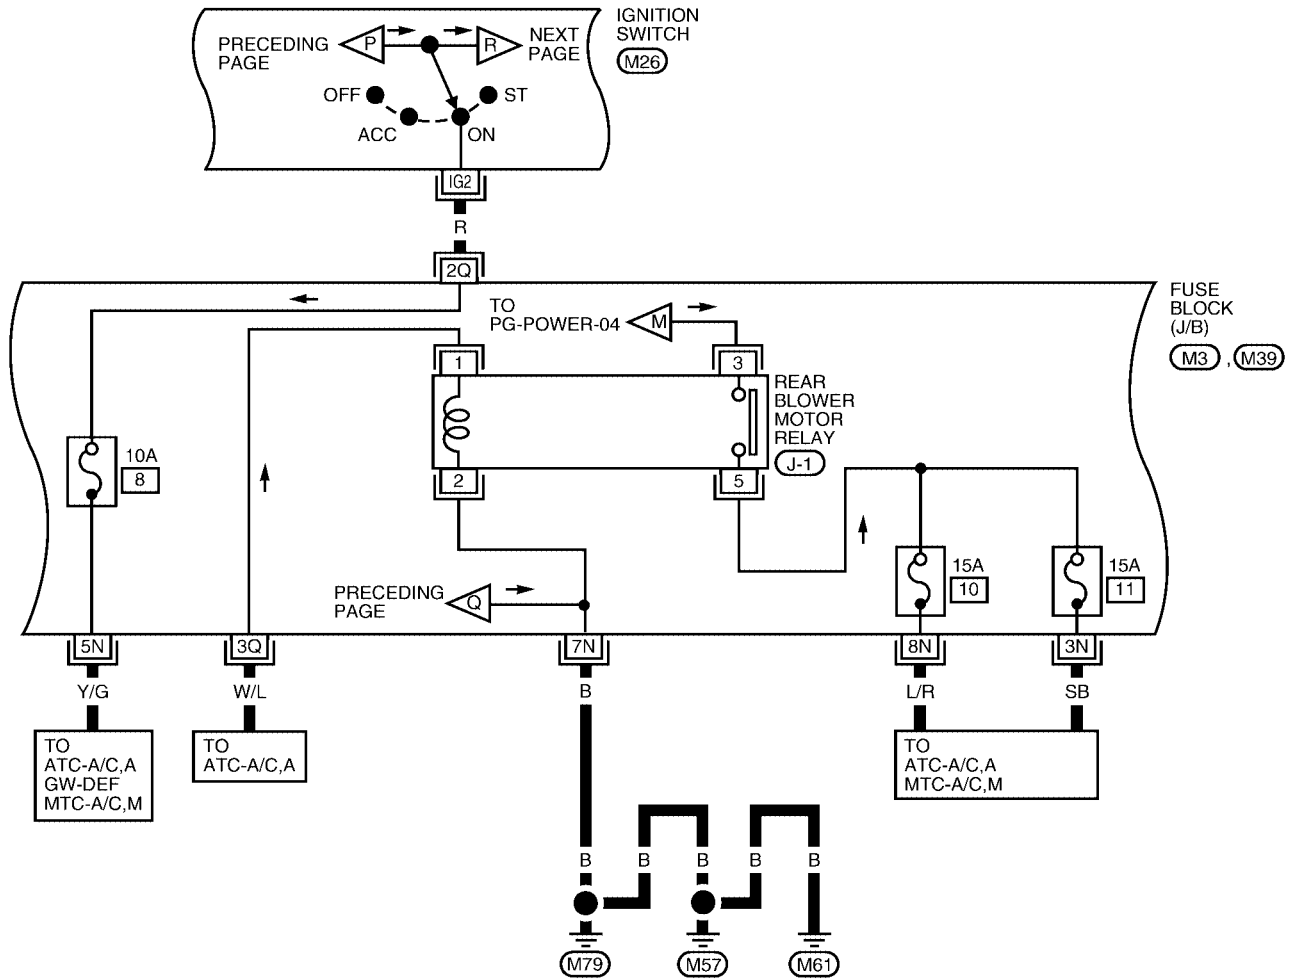 IGNITION
SWITCH
M26
PRECEDING
PAGE
P
R
NEXT
PAGE
OFF
ST
ACC
ON
IG2
R
2Q
FUSE
BLOCK
(J/B)
M3 , M39
TO
PG-POWER-04
M
1
3
REAR
BLOWER
MOTOR
RELAY
J-1
10A
8
2
5
15A
10
15A
11
PRECEDING
PAGE
Q
5N
3Q
7N
8N
3N
Y/G
W/L
B
L/R
SB
TO
ATC-A/C,A
GW-DEF
MTC-A/C,M
TO
ATC-A/C,A
TO
ATC-A/C,A
MTC-A/C,M
B
B
B
B
B
M79
M57
M61